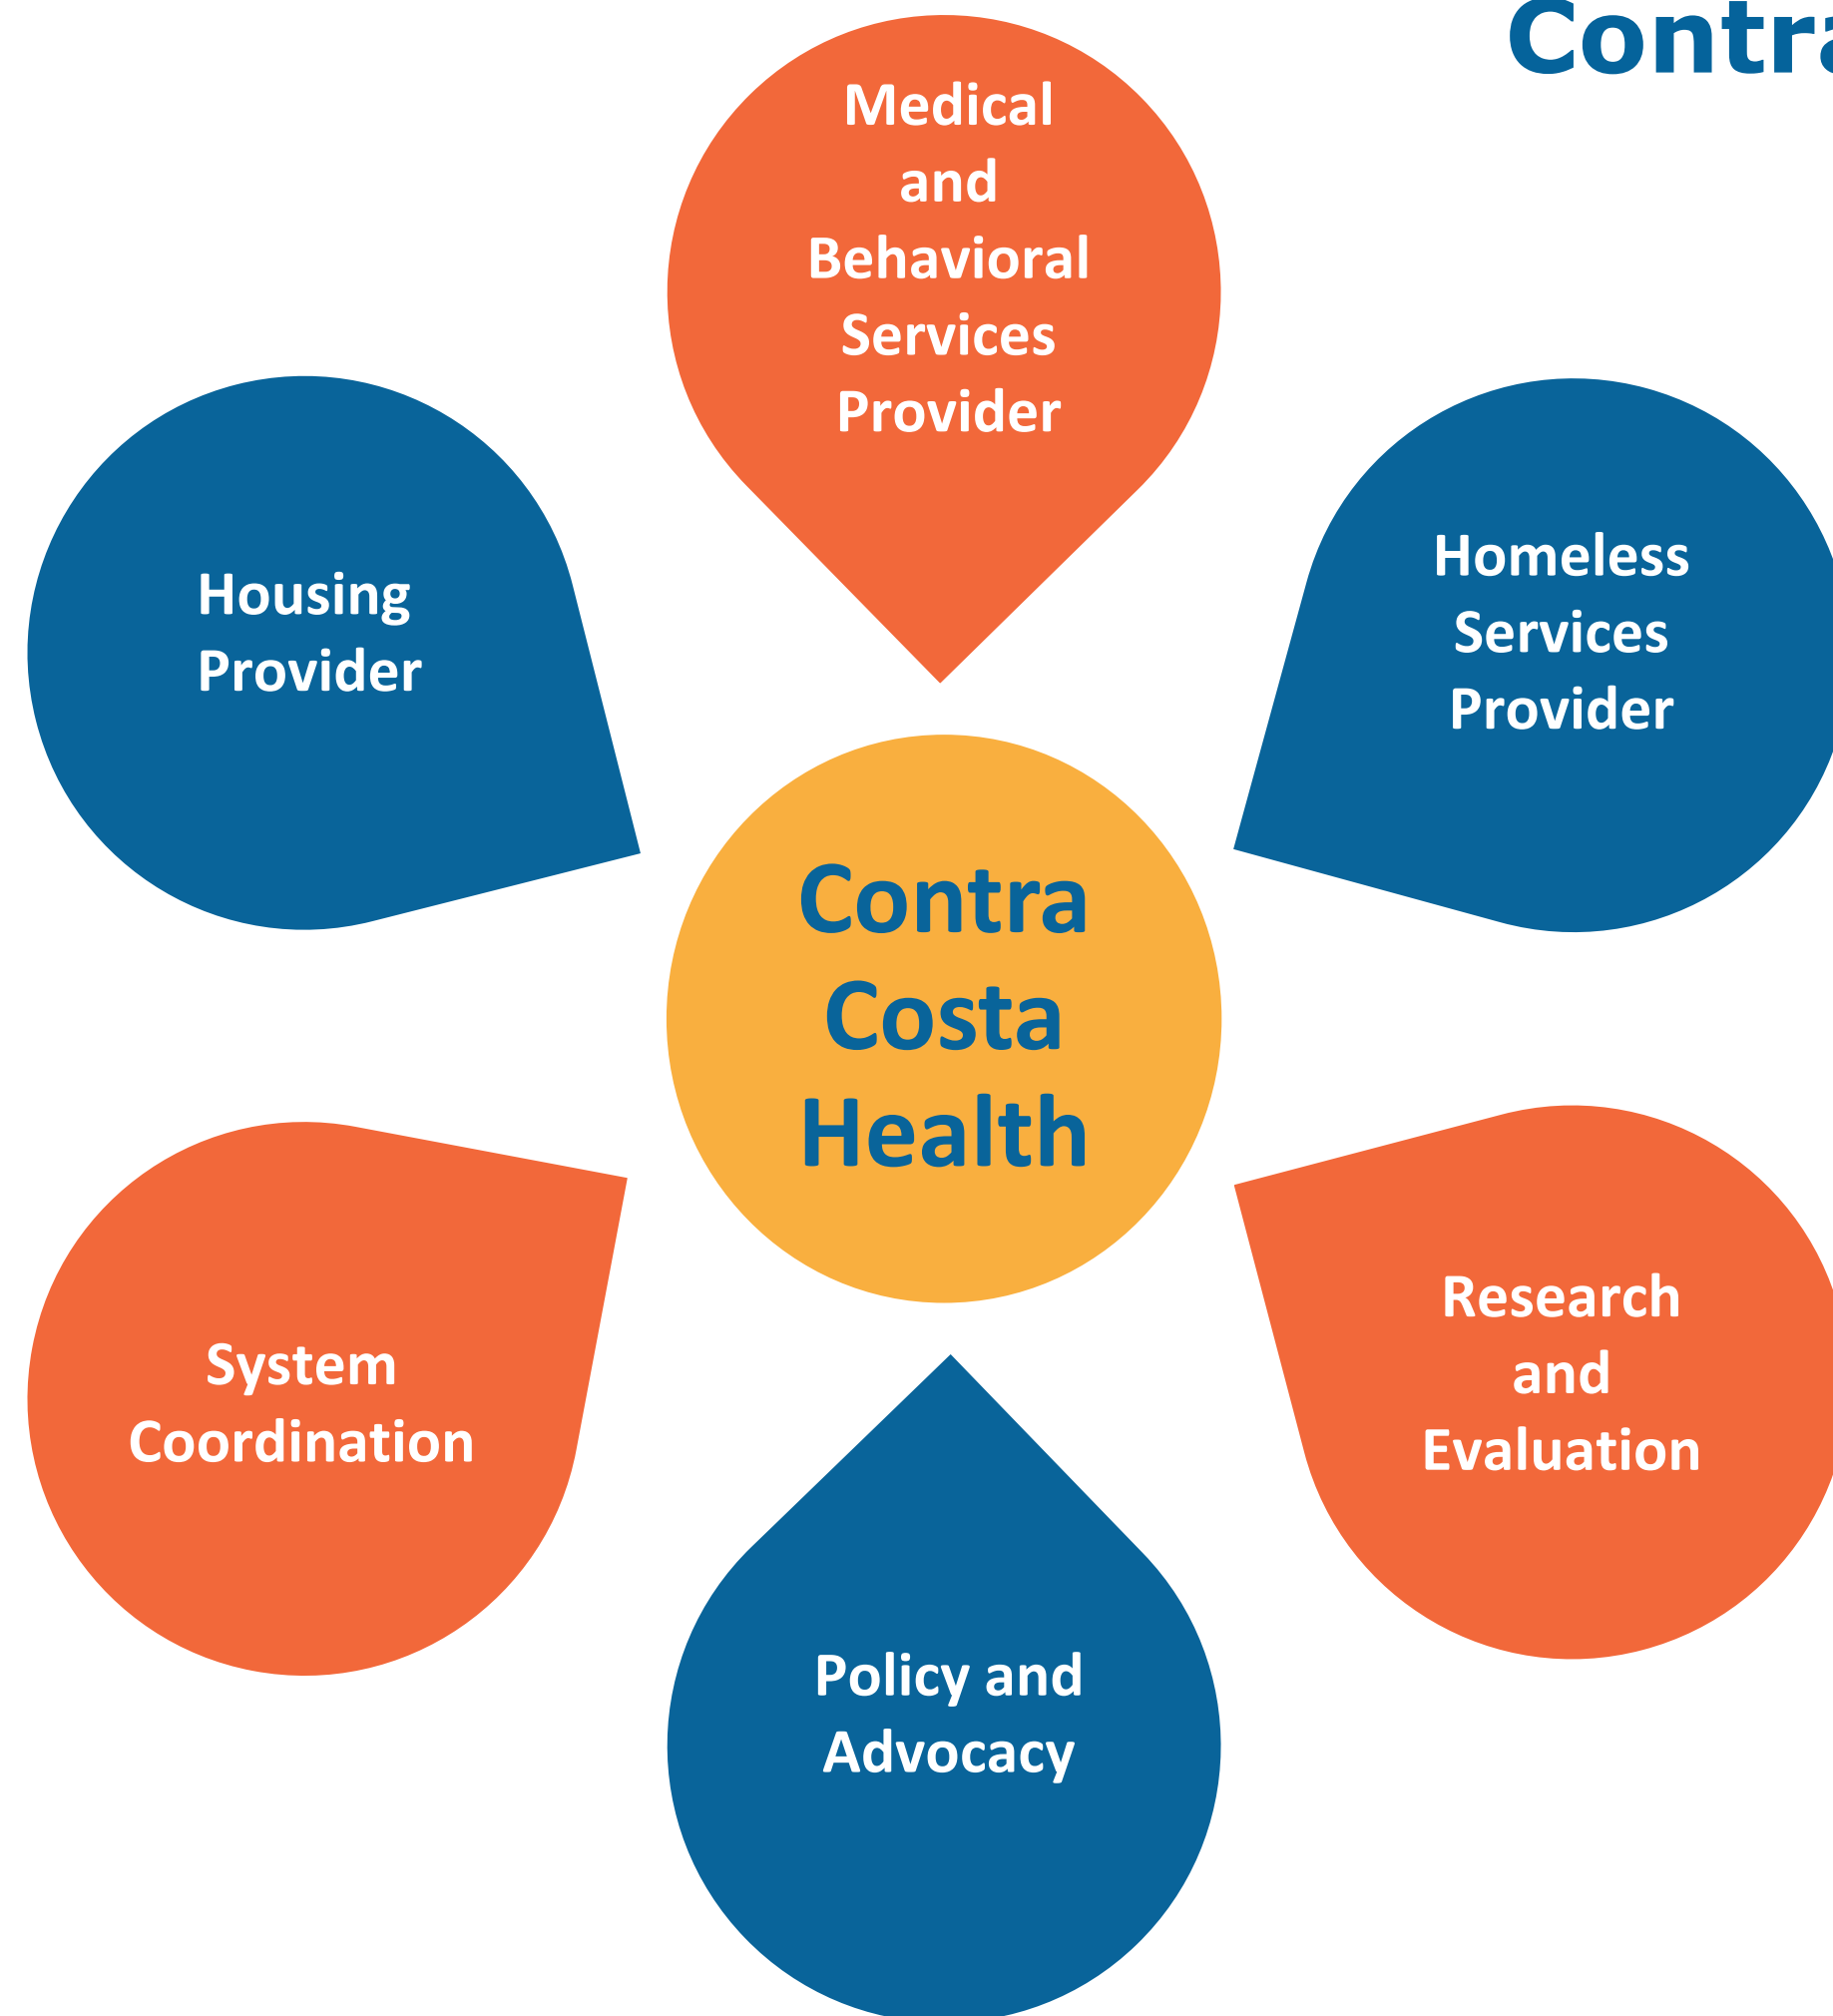 Contra
Medical
and
Behavioral
Services
Provider
Homeless
Services
Provider
Housing
Provider
Contra
Costa
Health
Research
and
Evaluation
System
Coordination
Policy and
Advocacy